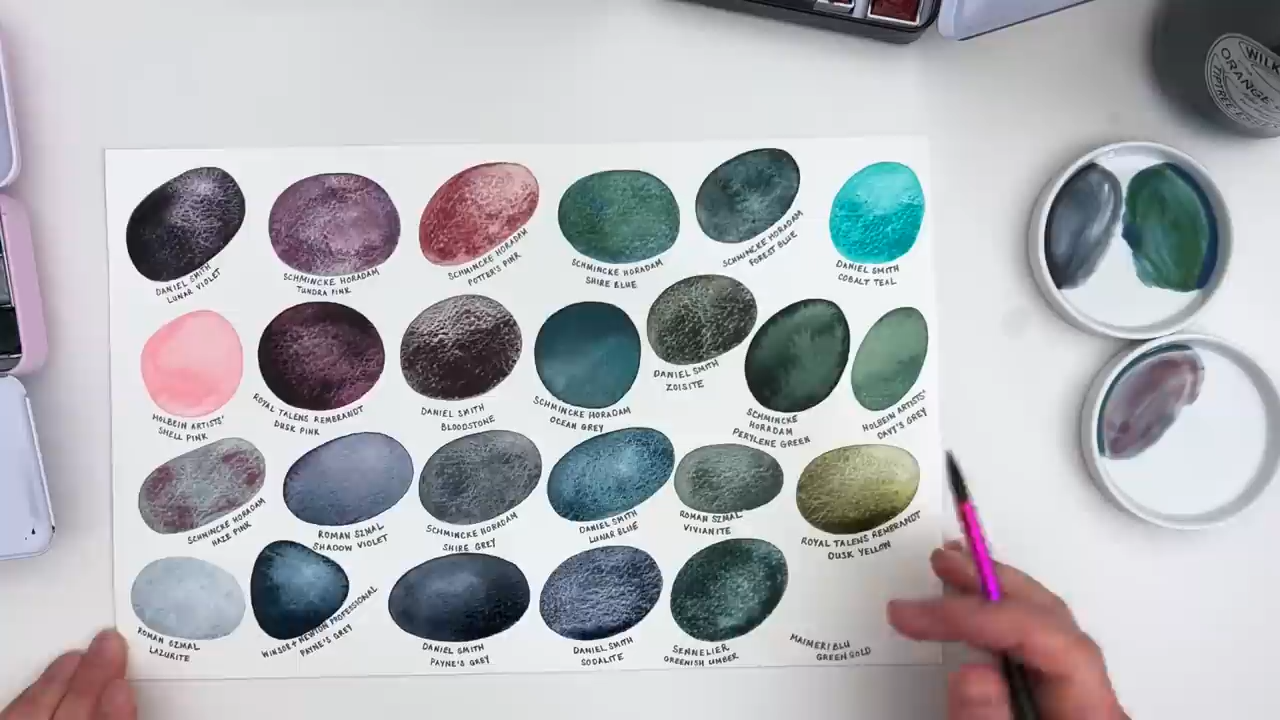 WILK
ORANGE
TIPTREE ESS
DANIEL SMITH
LUNAR VIOLET
SCHMINCKE HORADAM
TUNDRA PINK
SCHMINCKE HORADAM
POTTER'S PINK
SCHMINCKE HORADAM
SHIRE BLUE
SCHMINCKE HORADAM
FOREST BLUE
DANIEL SMITH
COBALT TEAL
HOLBEIN ARTISTS'
SHELL PINK
ROYAL TALENS REMBRANDT
DUSK PINK
DANIEL SMITH
BLOODSTONE
SCHMINCKE HORADAM
OCEAN GREY
DANIEL SMITH
ZOISITE
SCHMINCKE
HORADAM
PERYLENE GREEN
HOLBEIN ARTISTS'
DAVY'S GREY
SCHMINCKE HORADAM
HAZE PINK
ROMAN SZMAL
SHADOW VIOLET
SCHMINCKE HORADAM
SHIRE GREY
DANIEL SMITH
LUNAR BLUE
ROMAN SZMAL
VIVIANITE
ROYAL TALENS REMBRANDT
DUSK YELLOW
ROMAN SZMAL
LAZURITE
WINSOR + NEWTON PROFESSIONAL
PAYNE'S GREY
DANIEL SMITH
PAYNE'S GREY
DANIEL SMITH
SODALITE
SENNELIER
GREENISH UMBER
MAIMERI BLU
GREEN GOLD